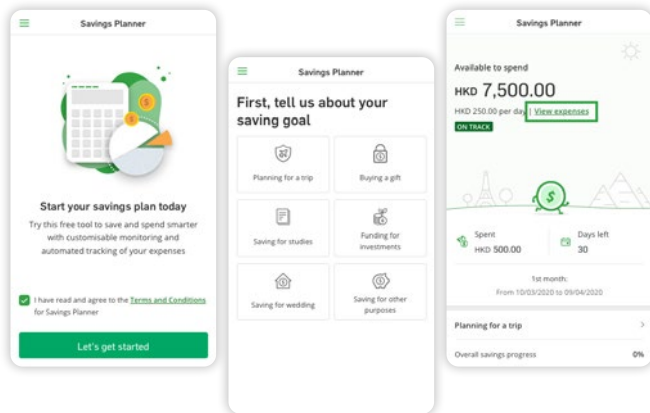 Savings Planner
Start your savings plan today
Try this free tool to save and spend smarter
with customisable monitoring and
automated tracking of your expenses
I have read and agree to the Terms and Conditions
for Savings Planner
Let's get started
Savings Planner
First, tell us about your
saving goal
Planning for a trip
Buying a gift
Saving for studies
Funding for
investments
Saving for wedding
Saving for other
purposes
Savings Planner
Available to spend
HKD 7,500.00
HKD 250.00 per day | View expenses
ON TRACK
Spent
HKD 500.00
Days left
30
1st month:
From 10/03/2020 to 09/04/2020
Planning for a trip
Overall savings progress 0%